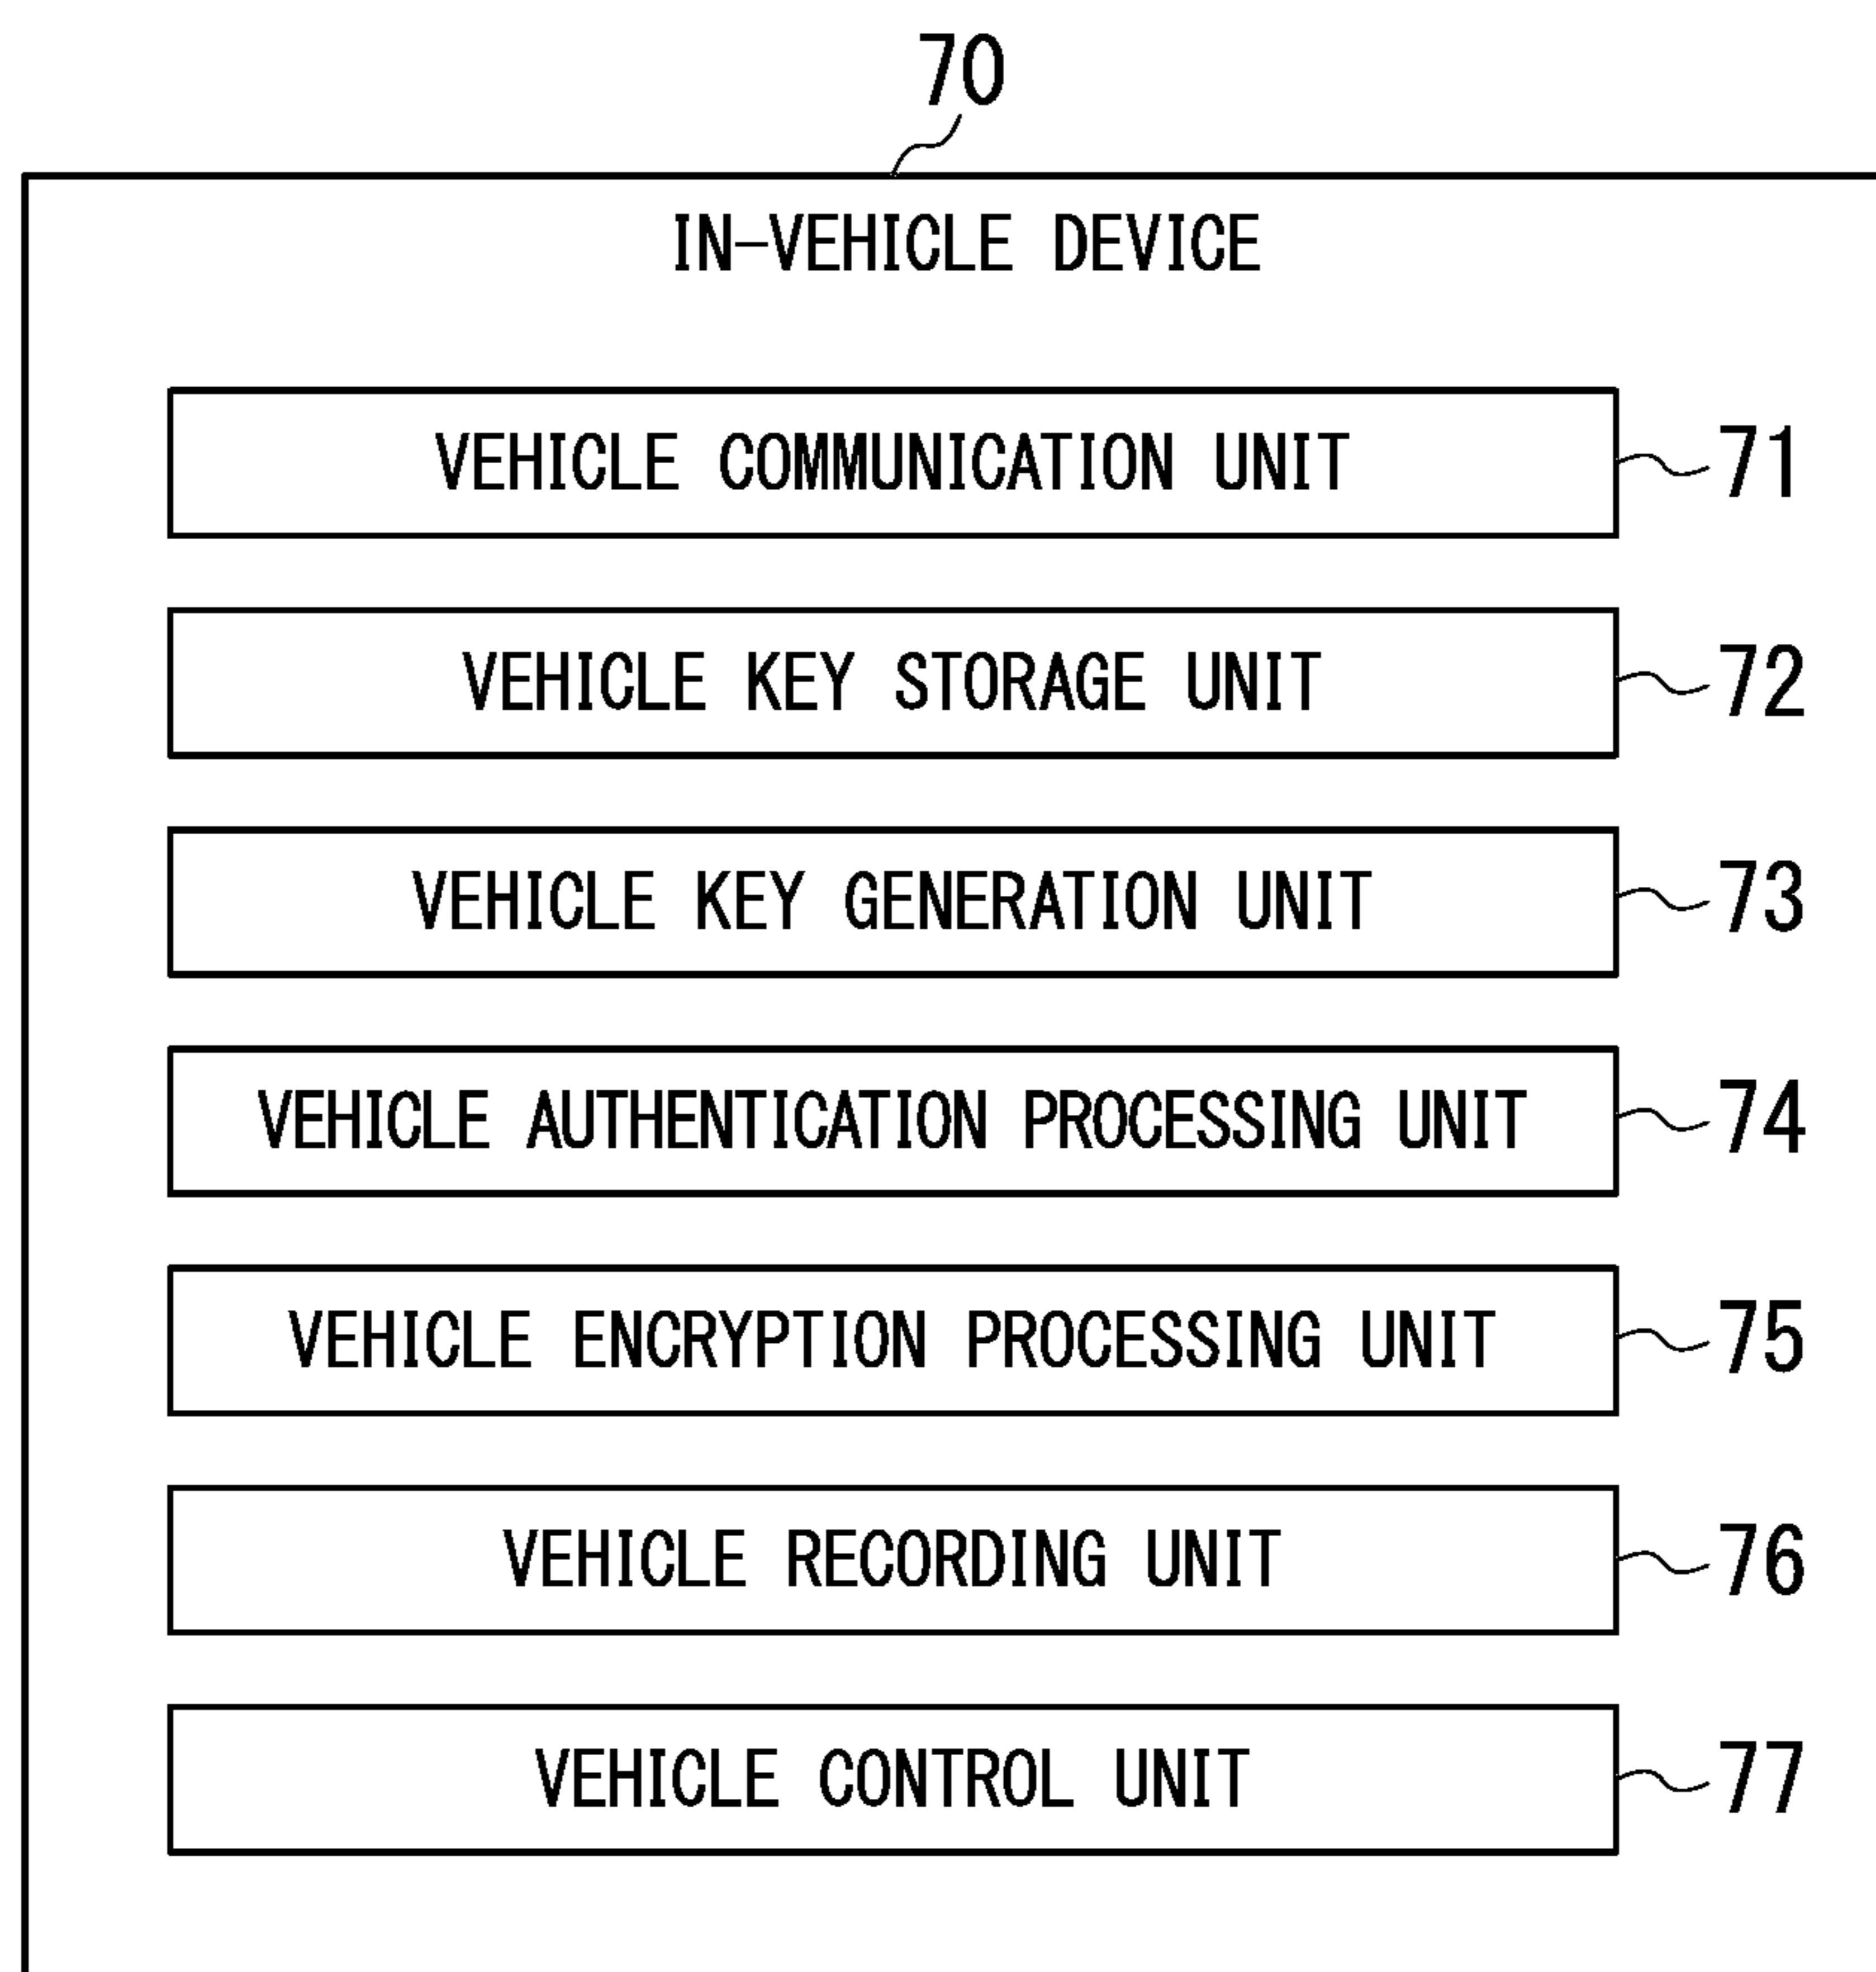 70
IN-VEHICLE DEVICE
VEHICLE COMMUNICATION UNIT 71
VEHICLE KEY STORAGE UNIT 72
VEHICLE KEY GENERATION UNIT 73
VEHICLE AUTHENTICATION PROCESSING UNIT 74
VEHICLE ENCRYPTION PROCESSING UNIT 75
VEHICLE RECORDING UNIT 76
VEHICLE CONTROL UNIT 77